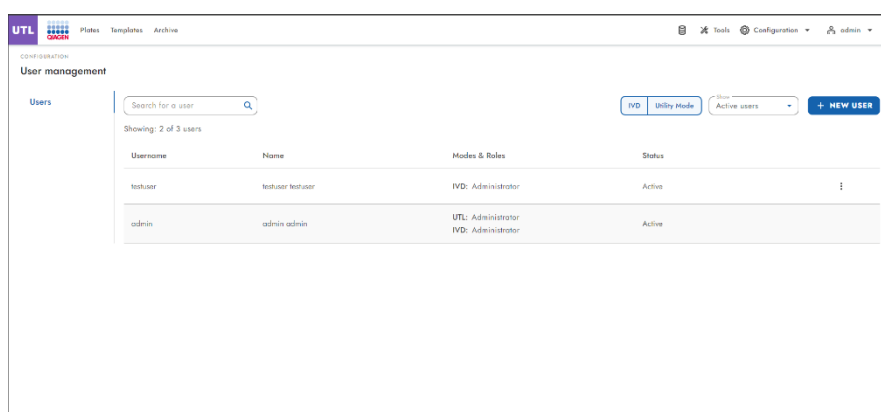 UTL QIAGEN Plates Templates Archive Tools Configuration admin
CONFIGURATION
User management
Users
Search for a user
IVD Utility Mode
Show
Active users
+ NEW USER
Showing: 2 of 3 users
Username Name Modes & Roles Status
testuser testuser testuser IVD: Administrator Active
admin admin admin UTL: Administrator Active
IVD: Administrator